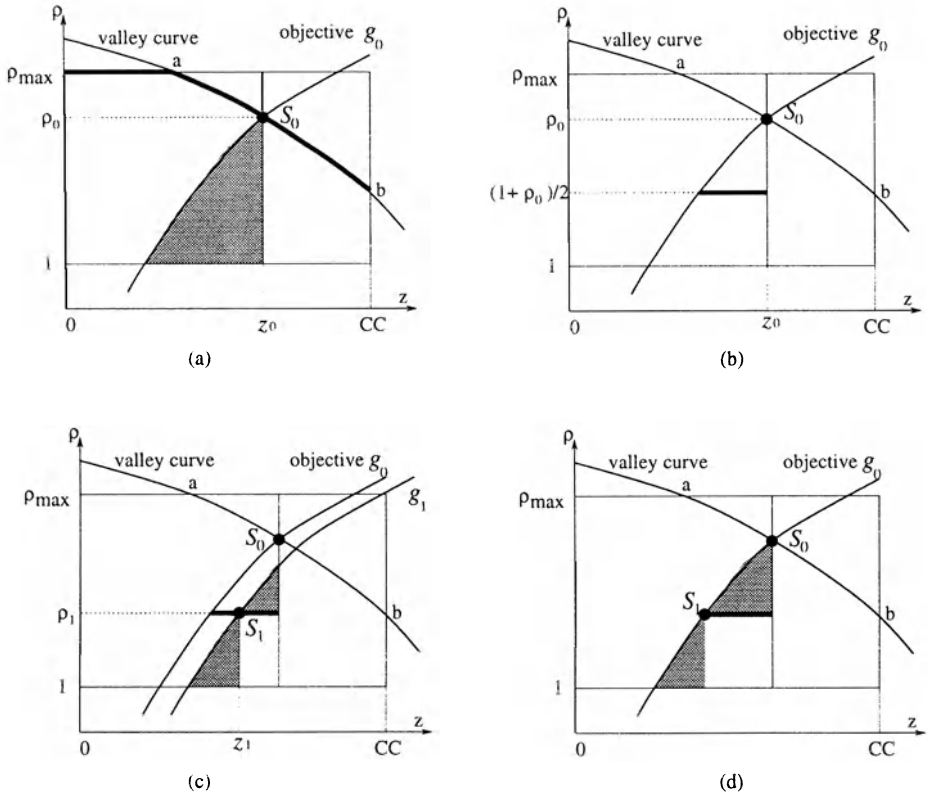 ρ
valley curve
objective g₀
a
ρmax
ρ₀
S₀
b
1
z
0
z₀
CC
(a)
ρ
valley curve
objective g₀
a
ρmax
ρ₀
S₀
(1+ρ₀)/2
b
1
z
0
z₀
CC
(b)
ρ
valley curve
objective g₀
a
ρmax
g₁
S₀
ρ₁
S₁
b
1
z
0
z₁
CC
(c)
ρ
valley curve
objective g₀
a
ρmax
S₀
S₁
b
1
z
0
CC
(d)